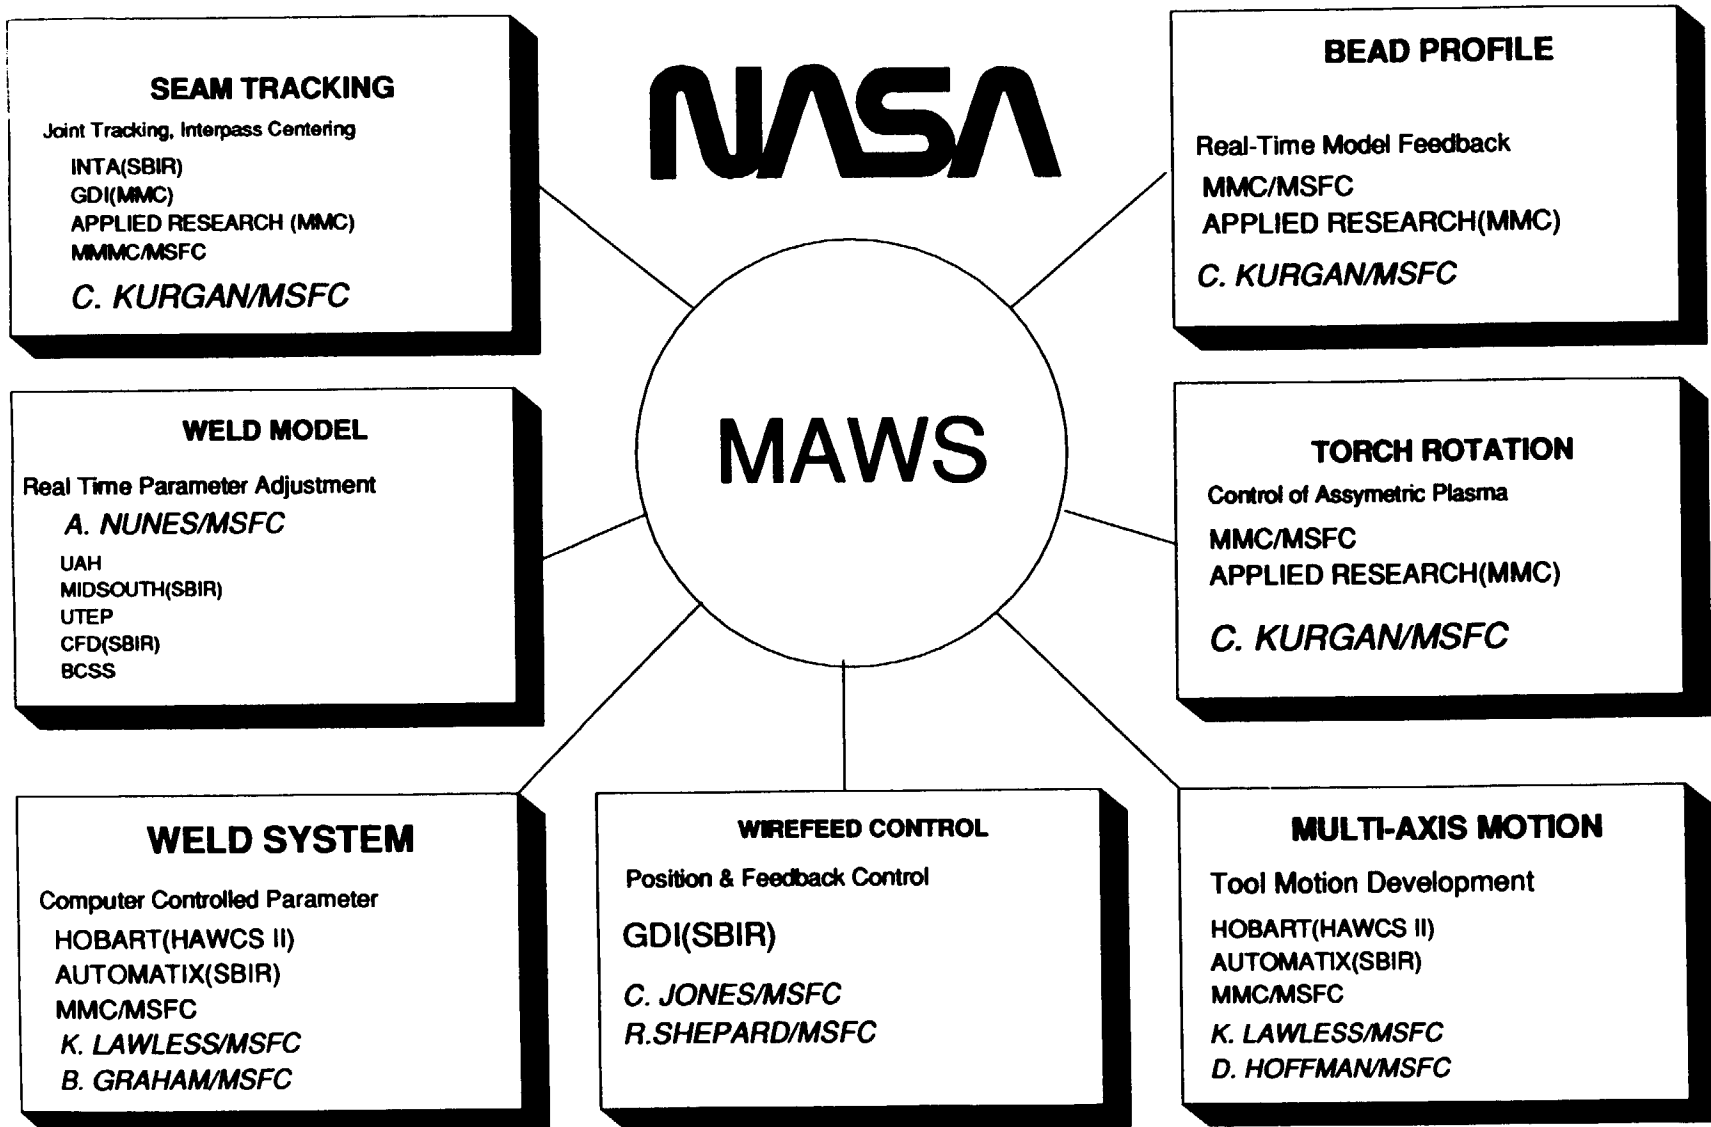 NASA
SEAM TRACKING
Joint Tracking, Interpass Centering
INTA(SBIR)
GDI(MMC)
APPLIED RESEARCH (MMC)
MMMC/MSFC
C. KURGAN/MSFC
BEAD PROFILE
Real-Time Model Feedback
MMC/MSFC
APPLIED RESEARCH(MMC)
C. KURGAN/MSFC
MAWS
WELD MODEL
Real Time Parameter Adjustment
A. NUNES/MSFC
UAH
MIDSOUTH(SBIR)
UTEP
CFD(SBIR)
BCSS
TORCH ROTATION
Control of Assymetric Plasma
MMC/MSFC
APPLIED RESEARCH(MMC)
C. KURGAN/MSFC
WELD SYSTEM
Computer Controlled Parameter
HOBART(HAWCS II)
AUTOMATIX(SBIR)
MMC/MSFC
K. LAWLESS/MSFC
B. GRAHAM/MSFC
WIREFEED CONTROL
Position & Feedback Control
GDI(SBIR)
C. JONES/MSFC
R.SHEPARD/MSFC
MULTI-AXIS MOTION
Tool Motion Development
HOBART(HAWCS II)
AUTOMATIX(SBIR)
MMC/MSFC
K. LAWLESS/MSFC
D. HOFFMAN/MSFC